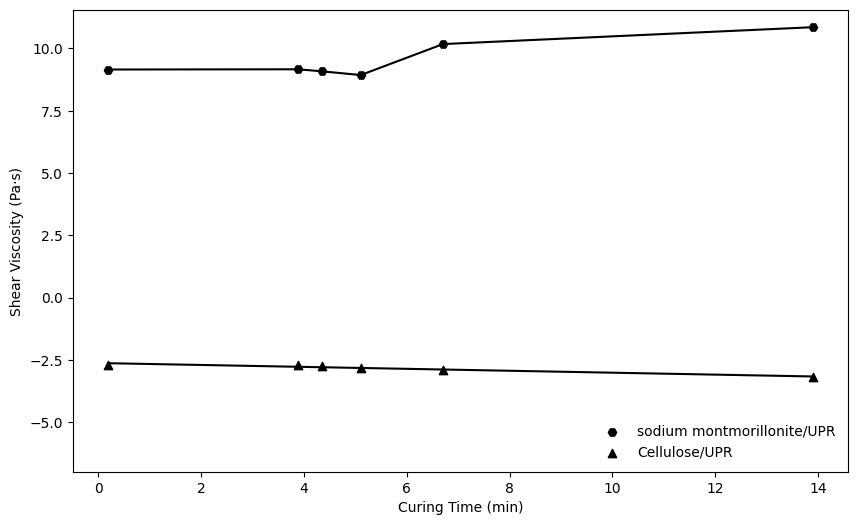 10.0
7.5
5.0
2.5
0.0
−2.5
−5.0
Shear Viscosity (Pa·s)
sodium montmorillonite/UPR
Cellulose/UPR
0 2 4 6 8 10 12 14
Curing Time (min)